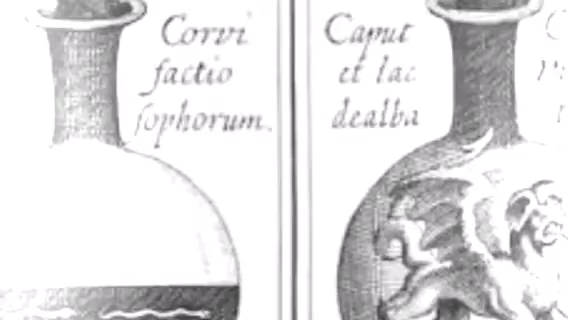 Corvi
factio
sophorum.
Caput
et lac
dealba